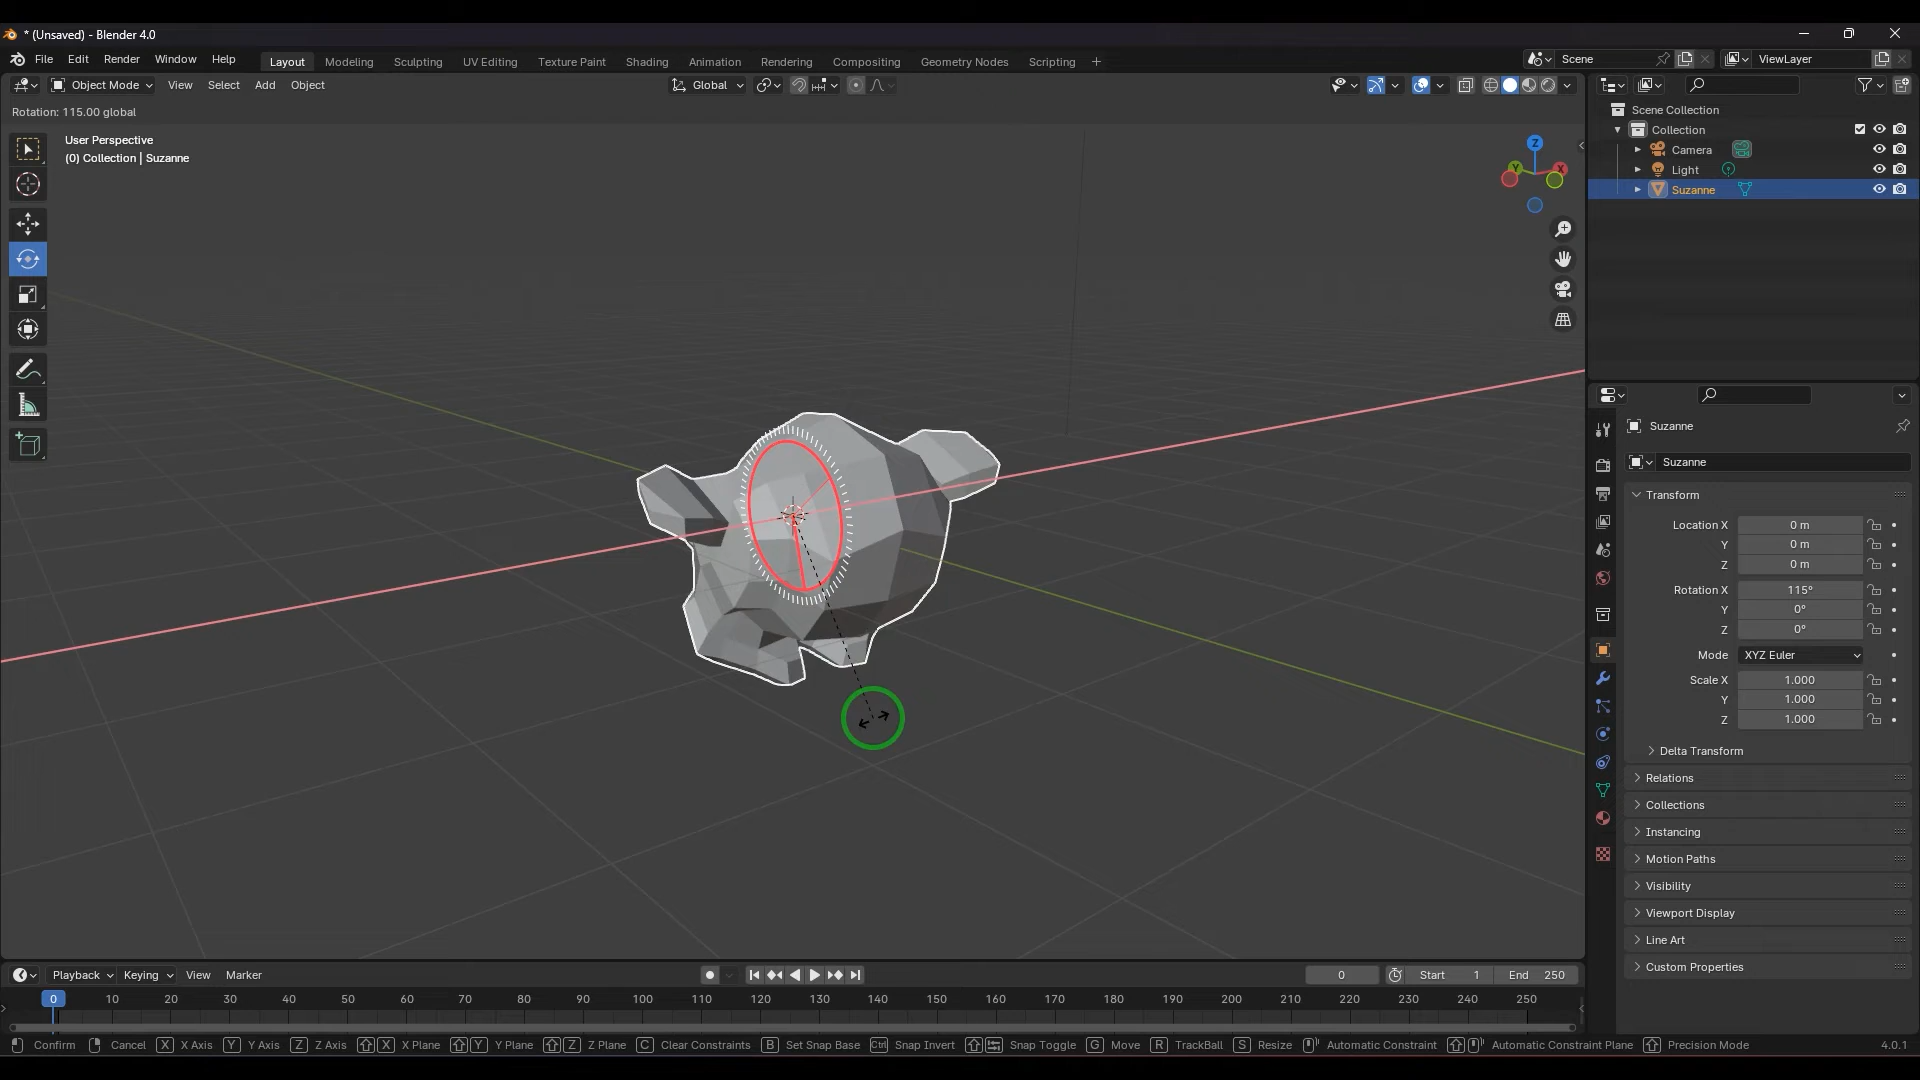 * (Unsaved) - Blender 4.0
File Edit Render Window Help Layout Modeling Sculpting UV Editing Texture Paint Shading Animation Rendering Compositing Geometry Nodes Scripting + Scene ViewLayer
Object Mode View Select Add Object Global
Rotation: 115.00 global
User Perspective
(0) Collection | Suzanne
Z
Y
X
Scene Collection
Collection
Camera
Light
Suzanne
Suzanne
Suzanne
Transform
Location X 0 m
Y 0 m
Z 0 m
Rotation X 115°
Y 0°
Z 0°
Mode XYZ Euler
Scale X 1.000
Y 1.000
Z 1.000
Delta Transform
Relations
Collections
Instancing
Motion Paths
Visibility
Viewport Display
Line Art
Custom Properties
Playback Keying View Marker 0 Start 1 End 250
0 10 20 30 40 50 60 70 80 90 100 110 120 130 140 150 160 170 180 190 200 210 220 230 240 250
Confirm Cancel X X Axis Y Y Axis Z Z Axis X X Plane Y Y Plane Z Z Plane C Clear Constraints B Set Snap Base Ctrl Snap Invert Snap Toggle G Move R TrackBall S Resize Automatic Constraint Automatic Constraint Plane Precision Mode 4.0.1